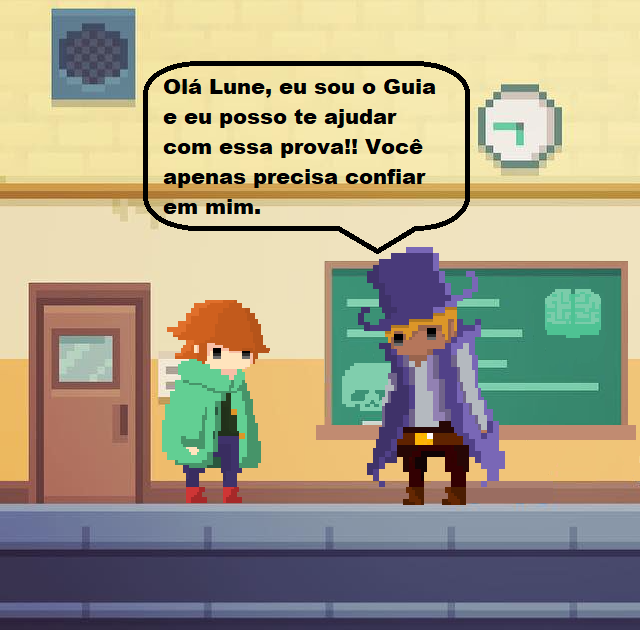 Olá Lune, eu sou o Guia
e eu posso te ajudar
com essa prova!! Você
apenas precisa confiar
em mim.